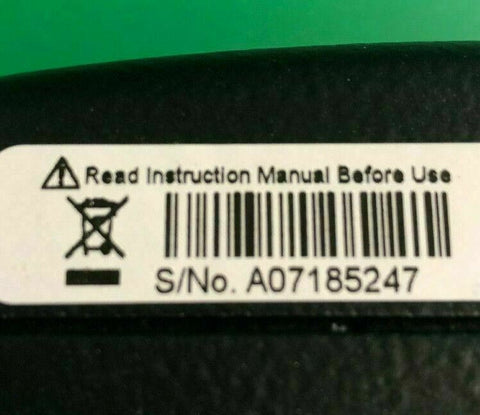 Read Instruction Manual Before Use
S/No. A07185247